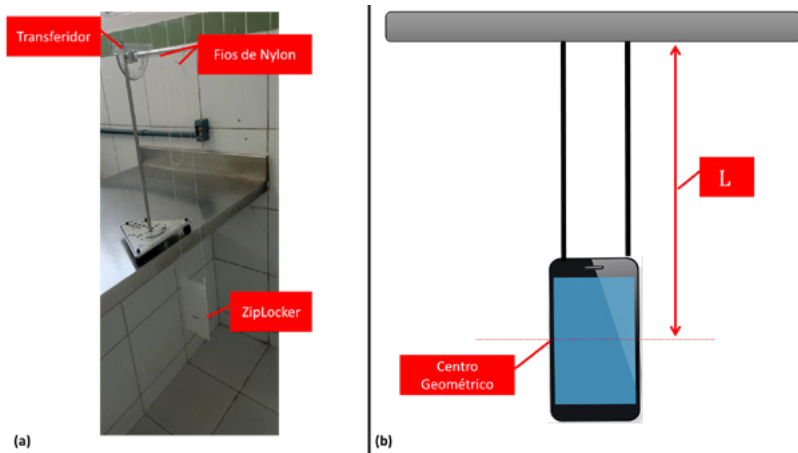 Transferidor
Fios de Nylon
ZipLocker
(a)
L
Centro
Geométrico
(b)